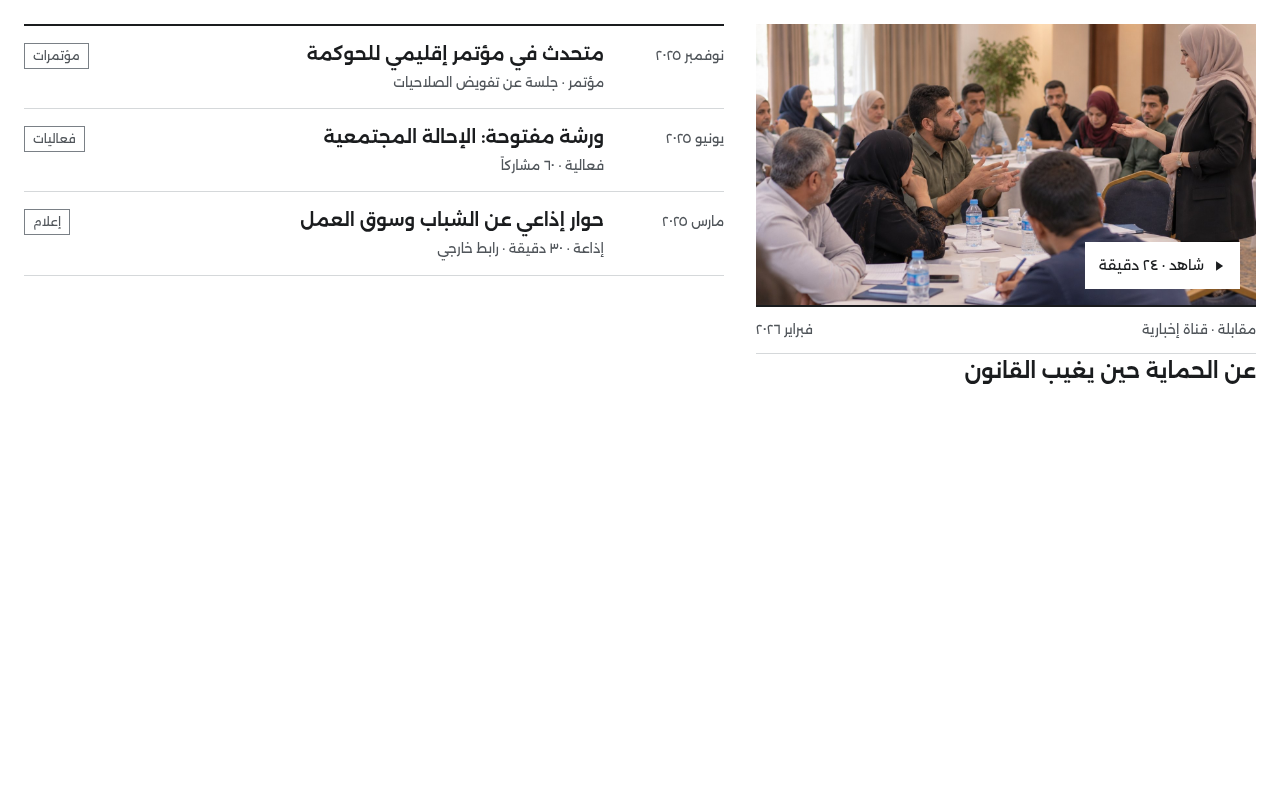 شاهد · ٢٤ دقيقة
مقابلة · قناة إخبارية
فبراير ٢٠٢٦
عن الحماية حين يغيب القانون
نوفمبر ٢٠٢٥
متحدث في مؤتمر إقليمي للحوكمة
مؤتمرات
مؤتمر · جلسة عن تفويض الصلاحيات
يونيو ٢٠٢٥
ورشة مفتوحة: الإحالة المجتمعية
فعاليات
فعالية · ٦٠ مشاركاً
مارس ٢٠٢٥
حوار إذاعي عن الشباب وسوق العمل
إعلام
إذاعة · ٣٠ دقيقة · رابط خارجي